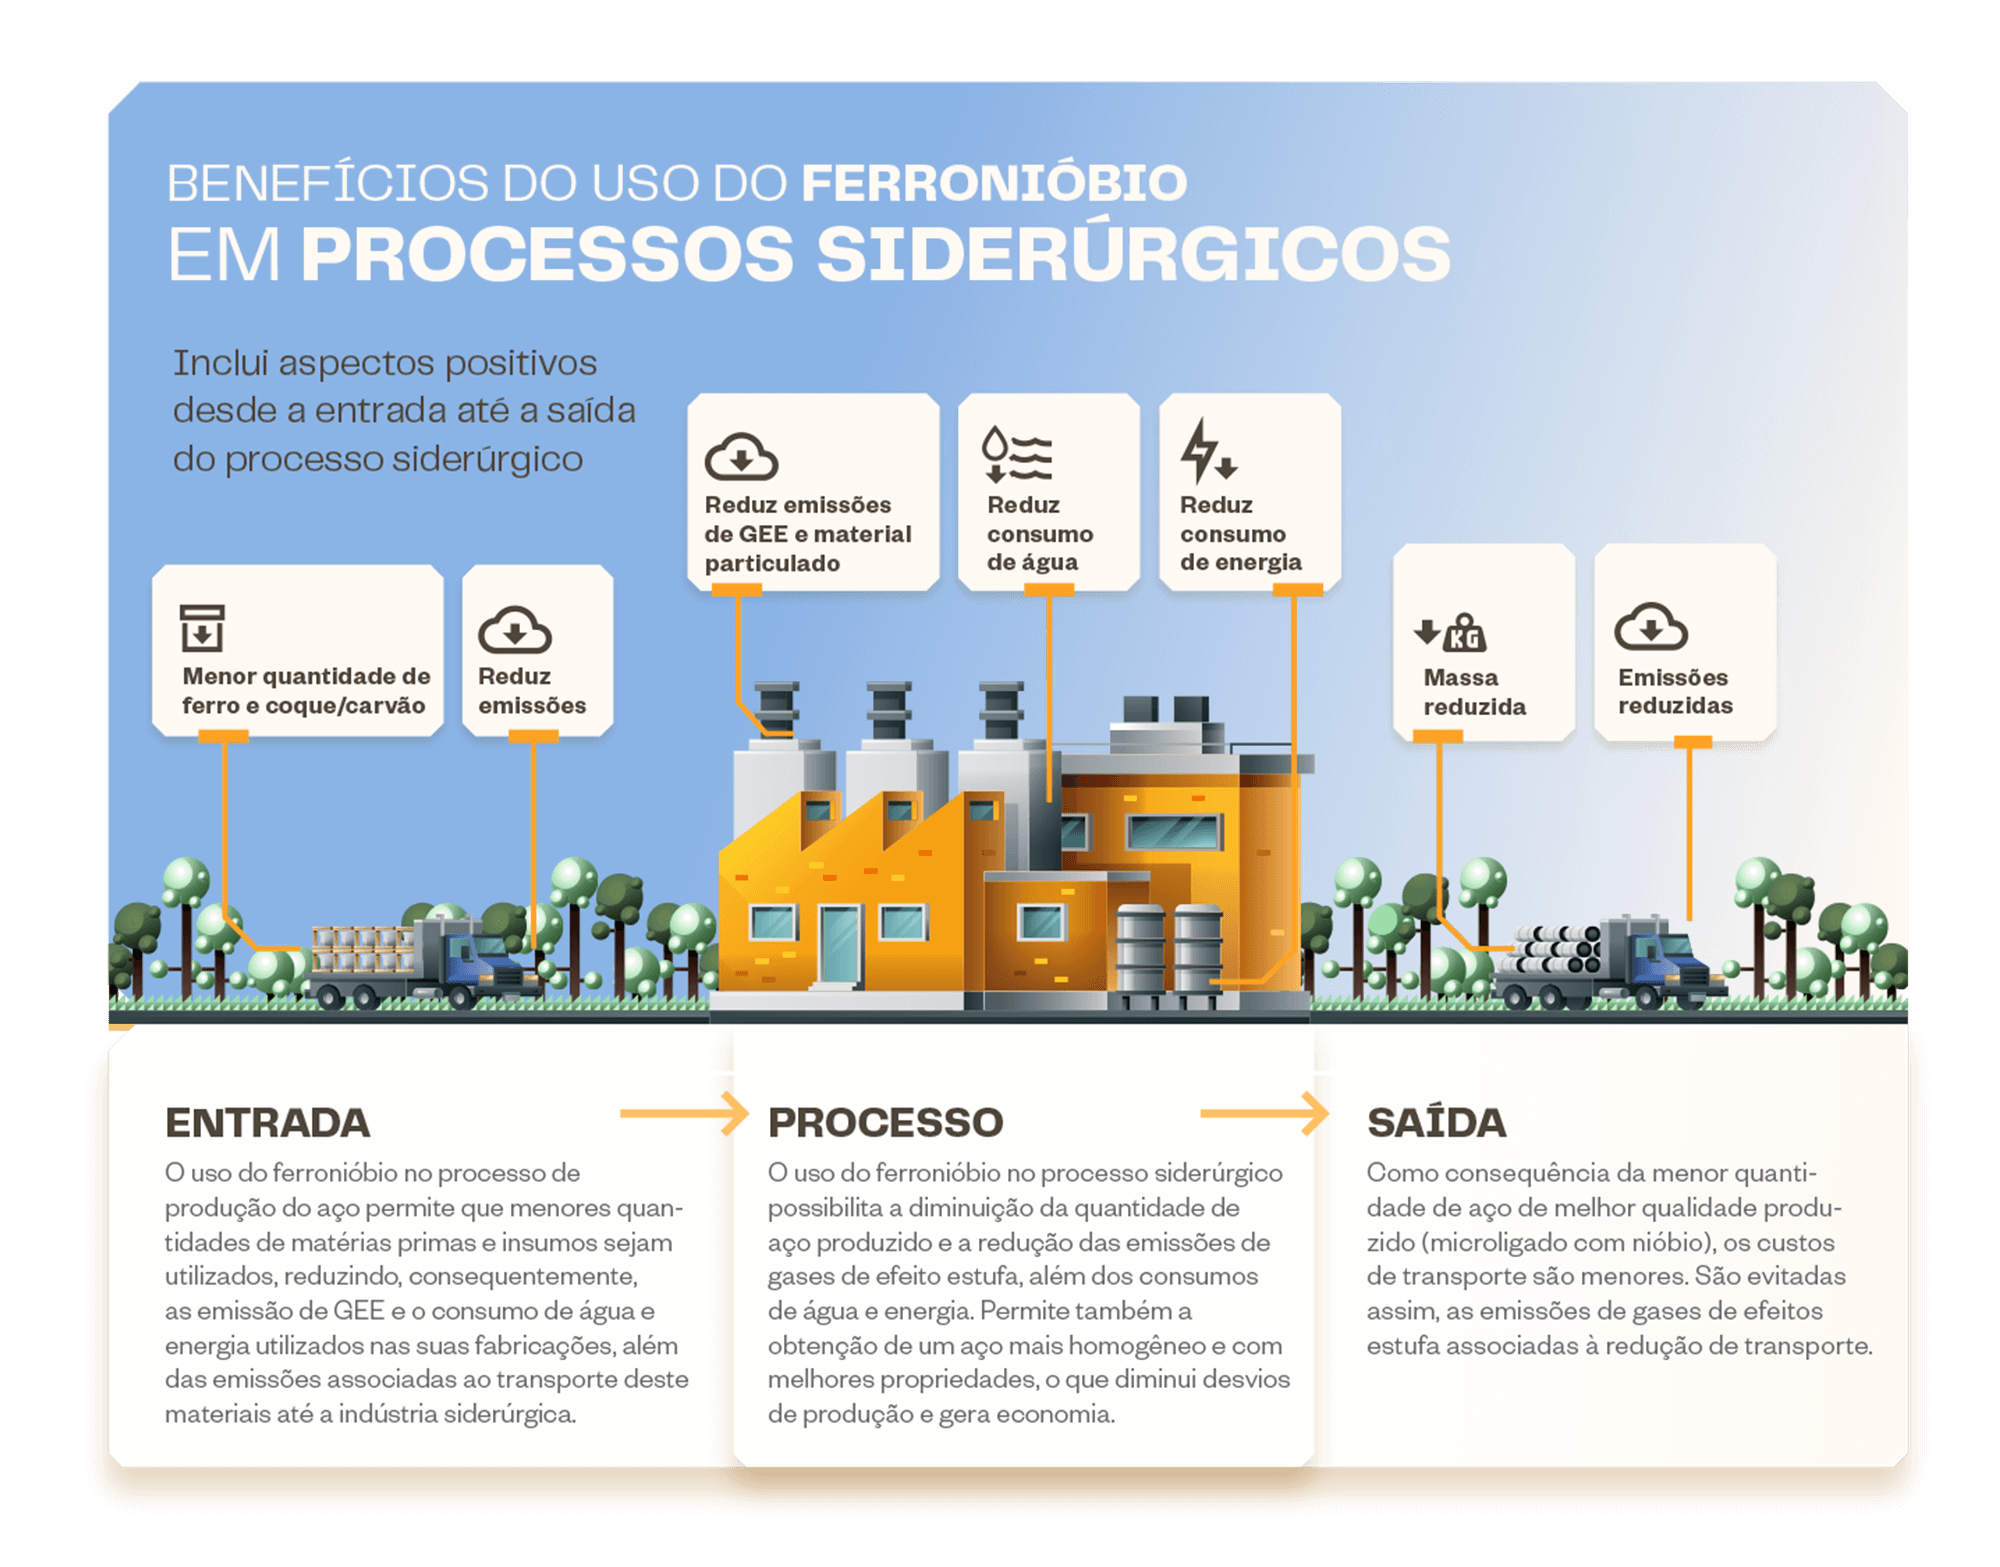 BENEFÍCIOS DO USO DO FERRONIÓBIO
EM PROCESSOS SIDERÚRGICOS
Inclui aspectos positivos
desde a entrada até a saída
do processo siderúrgico
Menor quantidade de
ferro e coque/carvão
Reduz
emissões
Reduz emissões
de GEE e material
particulado
Reduz
consumo
de água
Reduz
consumo
de energia
KG
Massa
reduzida
Emissões
reduzidas
ENTRADA
O uso do ferronióbio no processo de
produção do aço permite que menores quan-
tidades de matérias primas e insumos sejam
utilizados, reduzindo, consequentemente,
as emissão de GEE e o consumo de água e
energia utilizados nas suas fabricações, além
das emissões associadas ao transporte deste
materiais até a indústria siderúrgica.
PROCESSO
O uso do ferronióbio no processo siderúrgico
possibilita a diminuição da quantidade de
aço produzido e a redução das emissões de
gases de efeito estufa, além dos consumos
de água e energia. Permite também a
obtenção de um aço mais homogêneo e com
melhores propriedades, o que diminui desvios
de produção e gera economia.
SAÍDA
Como consequência da menor quanti-
dade de aço de melhor qualidade produ-
zido (microligado com nióbio), os custos
de transporte são menores. São evitadas
assim, as emissões de gases de efeitos
estufa associadas à redução de transporte.